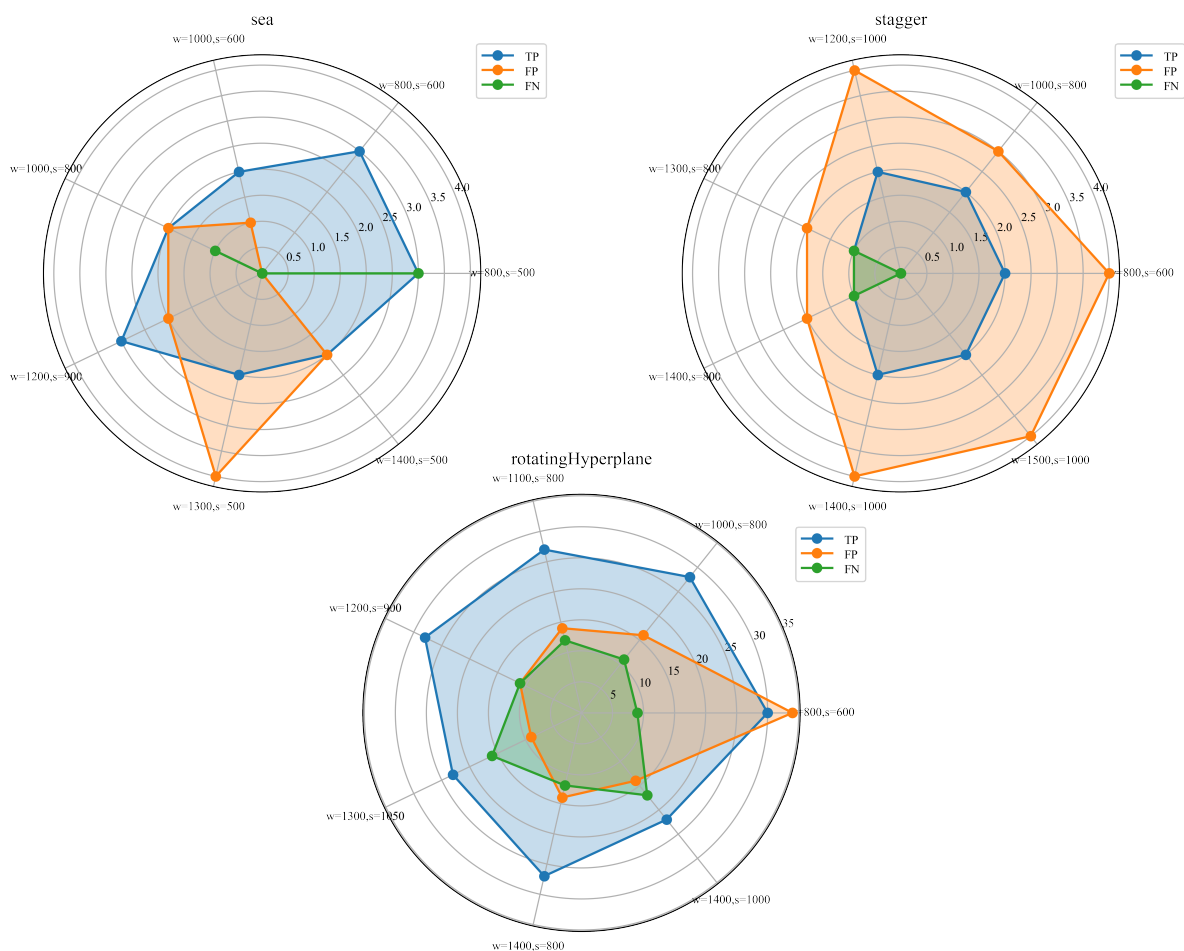 sea
w=1000,s=600
w=800,s=600
w=1000,s=800
w=800,s=500
w=1200,s=900
w=1300,s=500
w=1400,s=500
0.5
1.0
1.5
2.0
2.5
3.0
3.5
4.0
TP
FP
FN
stagger
w=1200,s=1000
w=1000,s=800
w=1300,s=800
=800,s=600
w=1400,s=800
w=1400,s=1000
w=1500,s=1000
0.5
1.0
1.5
2.0
2.5
3.0
3.5
4.0
TP
FP
FN
rotatingHyperplane
w=1100,s=800
w=1000,s=800
w=1200,s=900
=800,s=600
w=1300,s=1050
w=1400,s=800
w=1400,s=1000
5
10
15
20
25
30
35
TP
FP
FN